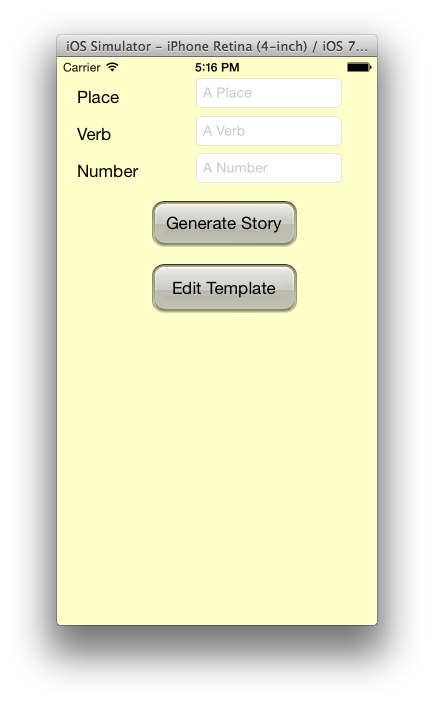 iOS Simulator – iPhone Retina (4-inch) / iOS 7...
Carrier 5:16 PM
Place A Place
Verb A Verb
Number A Number
Generate Story
Edit Template